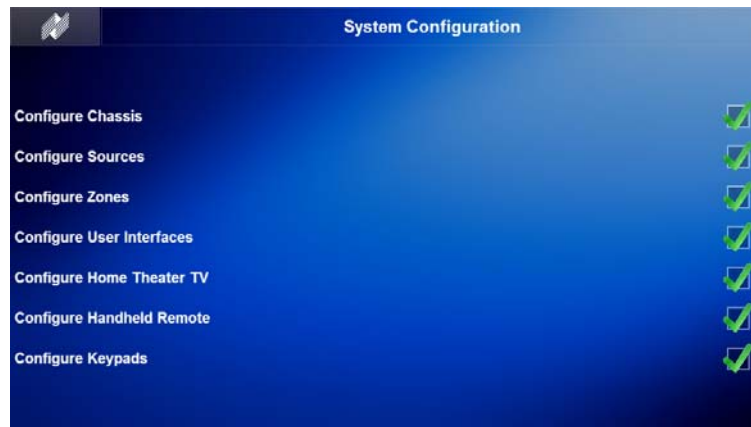 System Configuration
Configure Chassis
Configure Sources
Configure Zones
Configure User Interfaces
Configure Home Theater TV
Configure Handheld Remote
Configure Keypads